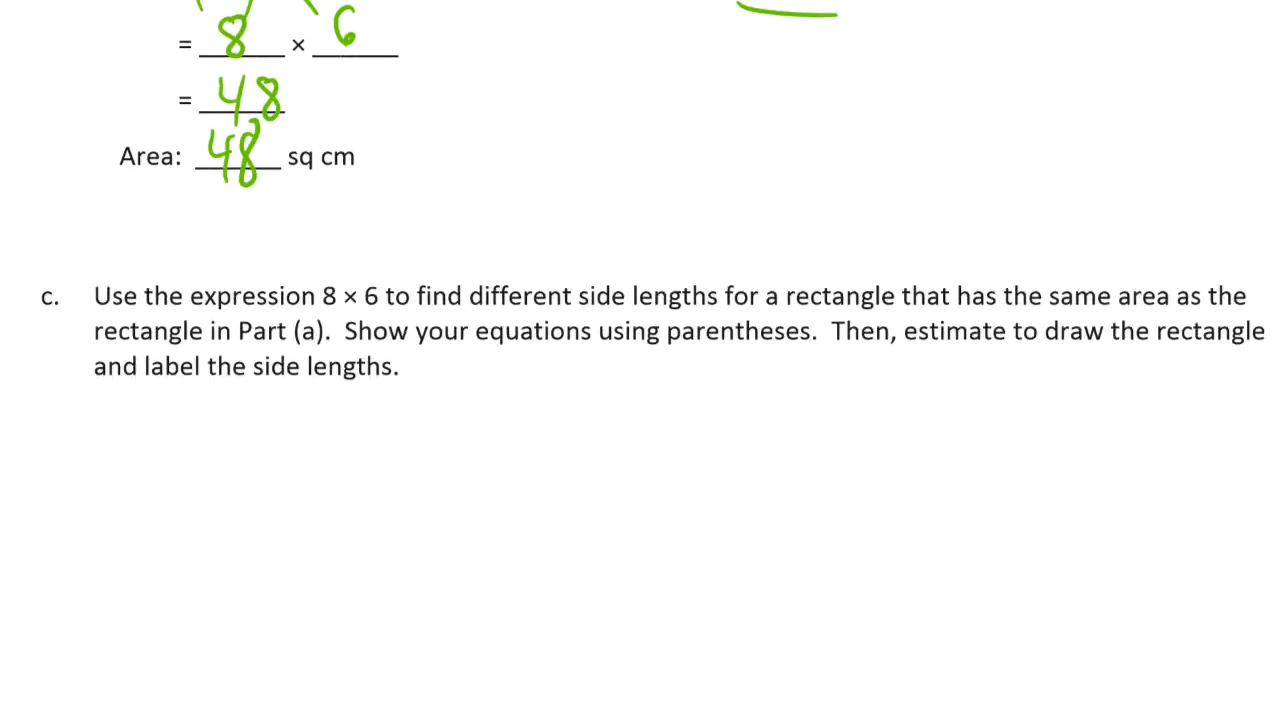 = 8 × 6
= 48
Area: 48 sq cm
c. Use the expression 8 × 6 to find different side lengths for a rectangle that has the same area as the
rectangle in Part (a). Show your equations using parentheses. Then, estimate to draw the rectangle
and label the side lengths.